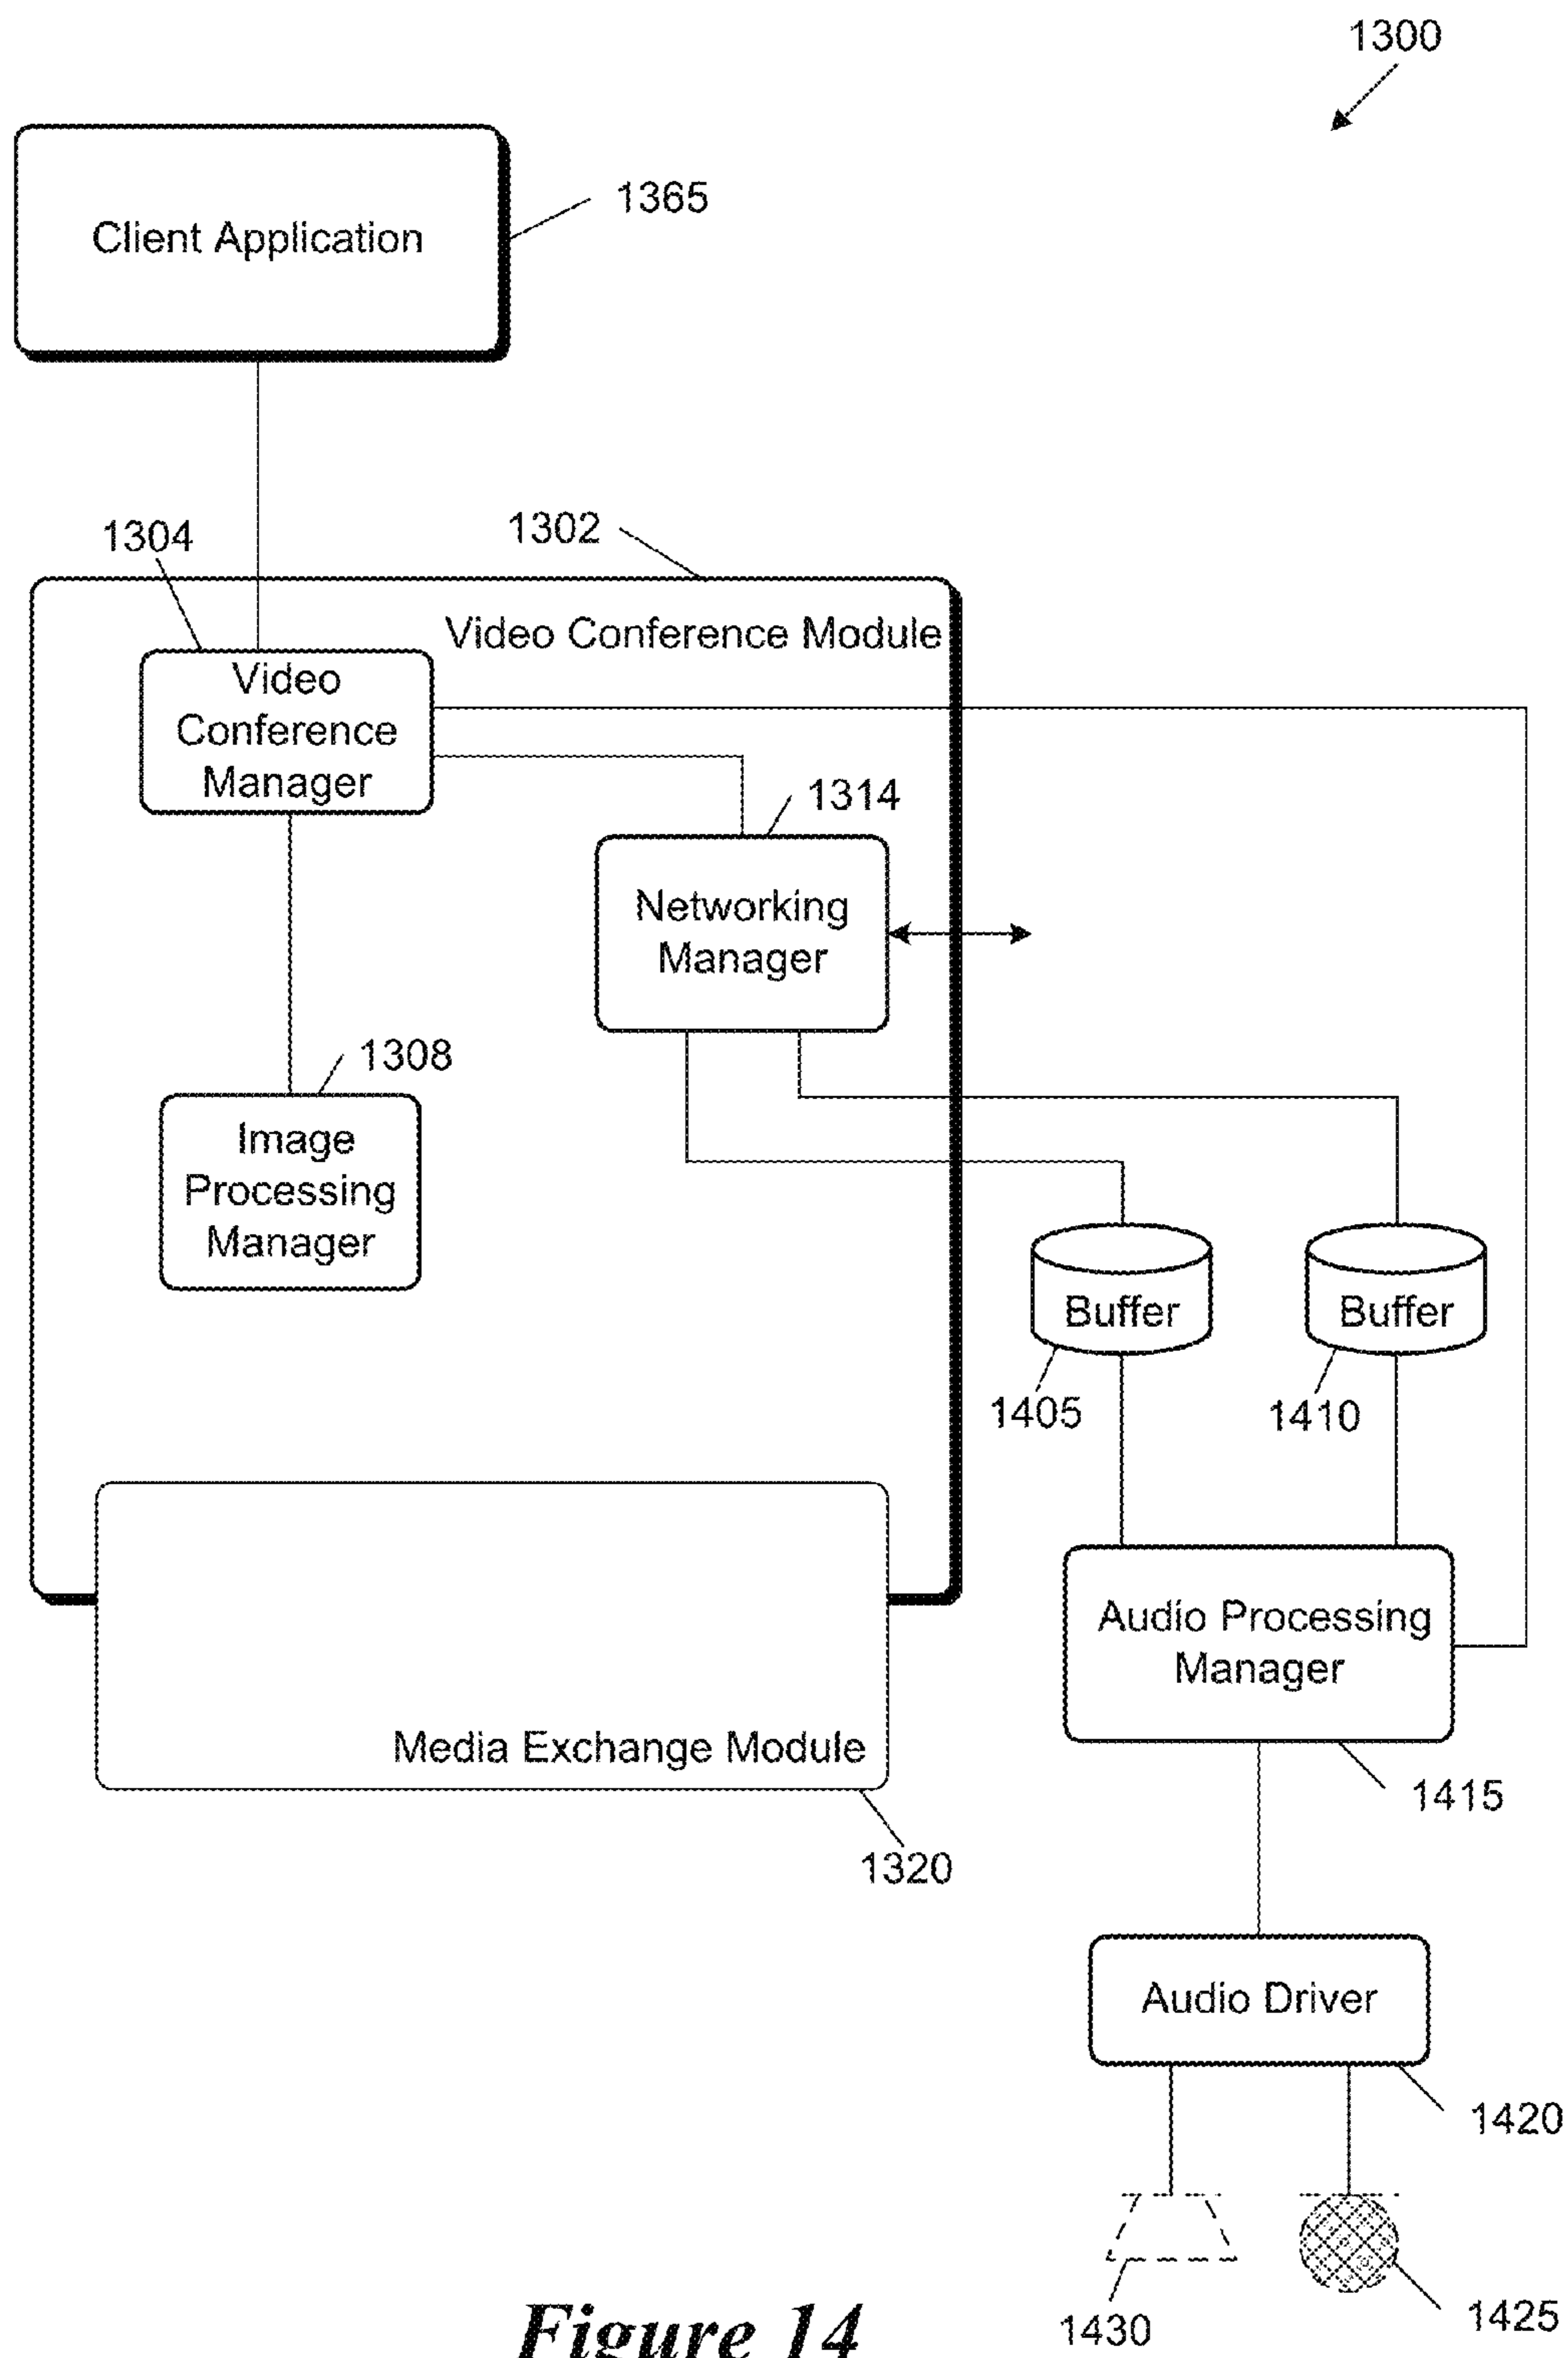 1300
Client Application
1365
1304
1302
Video Conference Module
Video
Conference
Manager
1314
Networking
Manager
1308
Image
Processing
Manager
Buffer
Buffer
1405
1410
Audio Processing
Manager
Media Exchange Module
1415
1320
Audio Driver
1420
1430
1425
Figure 14